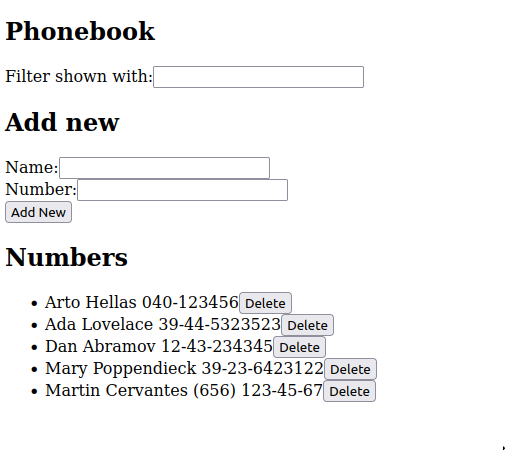 Phonebook
Filter shown with:
Add new
Name:
Number:
Add New
Numbers
Arto Hellas 040-123456 Delete
Ada Lovelace 39-44-5323523 Delete
Dan Abramov 12-43-234345 Delete
Mary Poppendieck 39-23-6423122 Delete
Martin Cervantes (656) 123-45-67 Delete